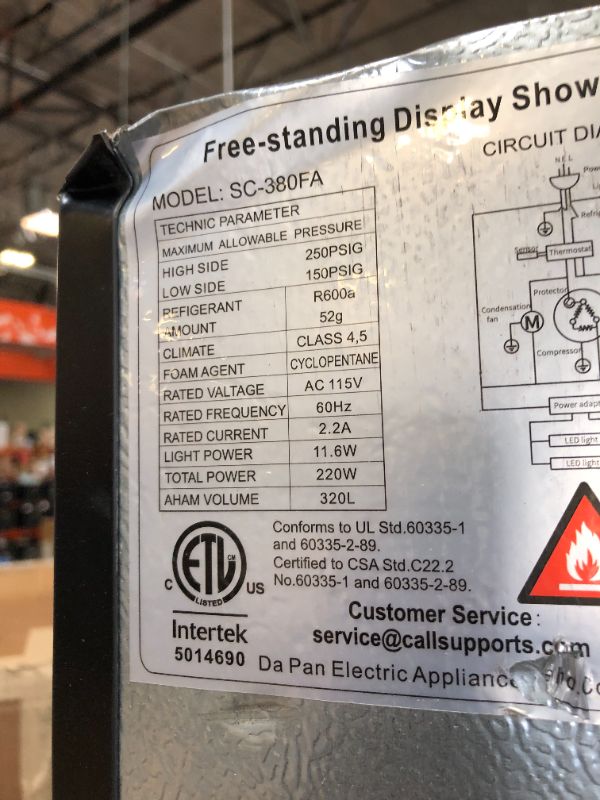 Free-standing Display Show
MODEL: SC-380FA
CIRCUIT DIA
TECHNIC PARAMETER
MAXIMUM ALLOWABLE PRESSURE
HIGH SIDE 250PSIG
LOW SIDE 150PSIG
REFIGERANT R600a
AMOUNT 52g
CLIMATE CLASS 4,5
FOAM AGENT CYCLOPENTANE
RATED VALTAGE AC 115V
RATED FREQUENCY 60Hz
RATED CURRENT 2.2A
LIGHT POWER 11.6W
TOTAL POWER 220W
AHAM VOLUME 320L
N E L
Pow
Refrig
Sensor
Thermostat
Protector
Condensation
fan
M
Compressor
Power adapt
LED light
LED light
ETL
CM
LISTED
C
US
Intertek
5014690
Conforms to UL Std.60335-1
and 60335-2-89.
Certified to CSA Std.C22.2
No.60335-1 and 60335-2-89.
Customer Service:
service@callsupports.com
Da Pan Electric Applianc Co